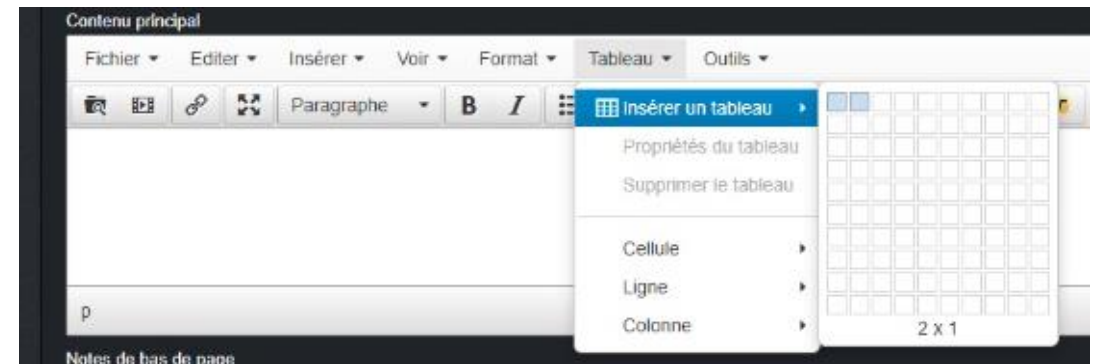 Contenu principal
Fichier Editer Insérer Voir Format Tableau Outils
Paragraphe B I Insérer un tableau
Propriétés du tableau
Supprimer le tableau
Cellule
Ligne
Colonne
p
2 x 1
Notes de bas de page